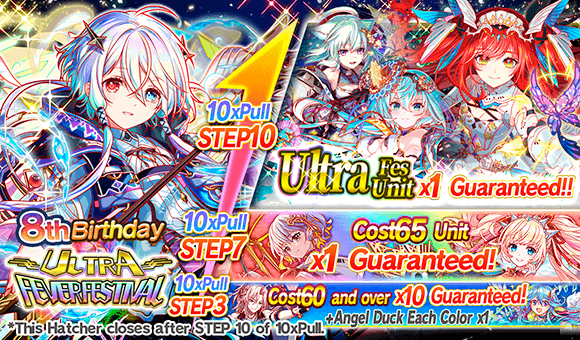 10xPull
STEP10
Ultra Fes Unit x1 Guaranteed!!
8th Birthday
ULTRA
FEVER FESTIVAL
10xPull
STEP7
Cost65 Unit
x1 Guaranteed!
10xPull
STEP3
Cost60 and over x10 Guaranteed!
+Angel Duck Each Color x1
*This Hatcher closes after STEP 10 of 10xPull.